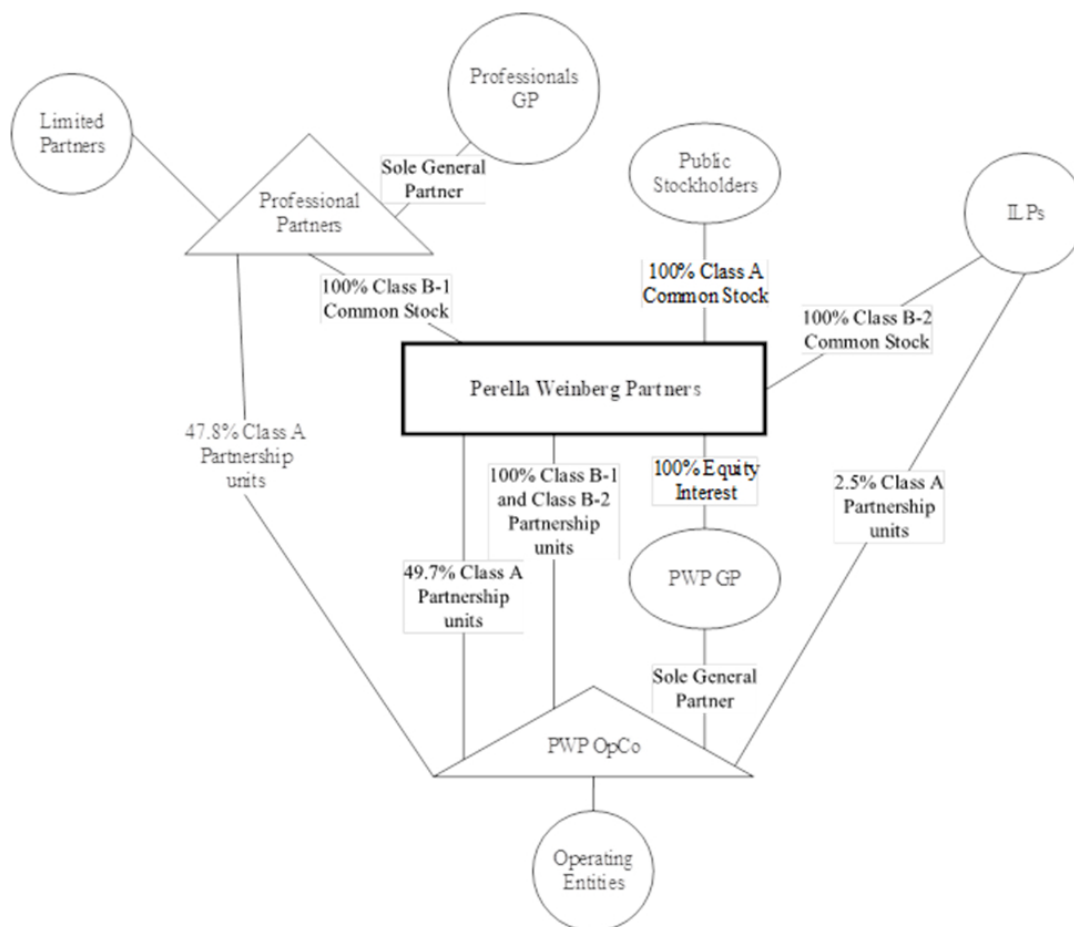 Professionals
GP
Limited
Partners
Sole General
Partner
Public
Stockholders
Professional
Partners
ILPs
100% Class B-1
Common Stock
100% Class A
Common Stock
100% Class B-2
Common Stock
Perella Weinberg Partners
47.8% Class A
Partnership
units
100% Class B-1
and Class B-2
Partnership
units
100% Equity
Interest
2.5% Class A
Partnership
units
49.7% Class A
Partnership
units
PWP GP
Sole General
Partner
PWP OpCo
Operating
Entities